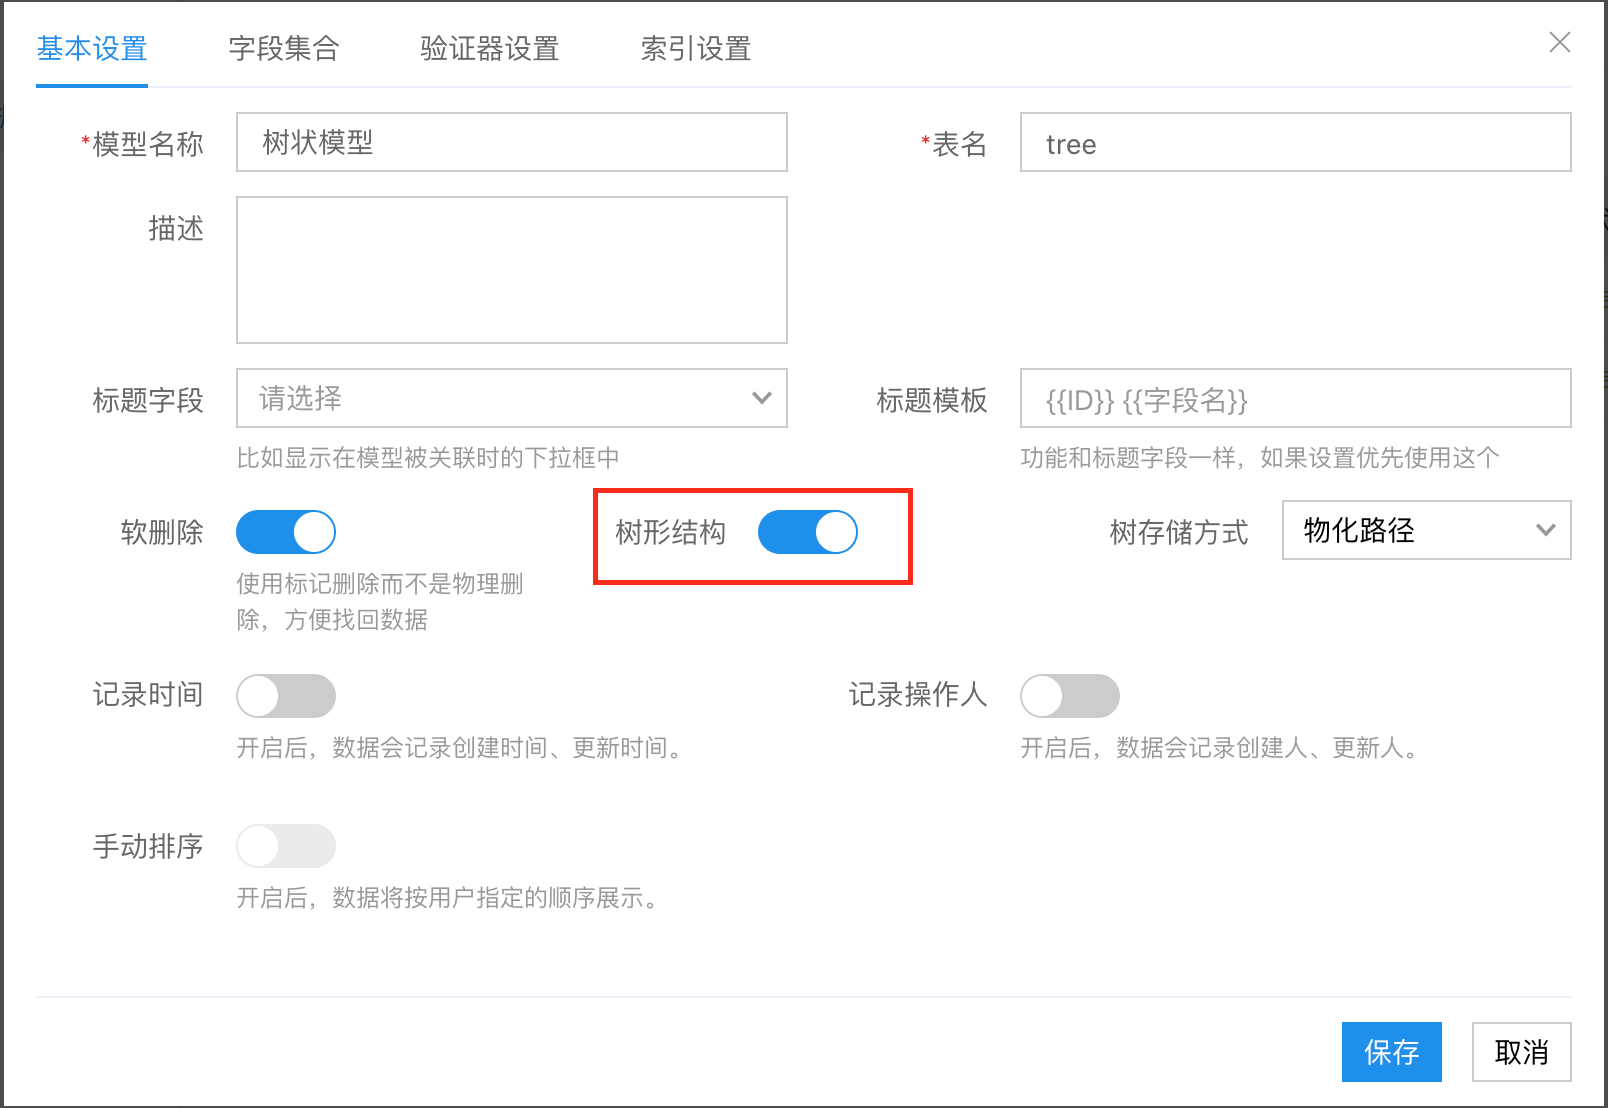 基本设置 字段集合 验证器设置 索引设置
*模型名称 树状模型 *表名 tree
描述
标题字段 请选择 标题模板 {{ID}} {{字段名}}
比如显示在模型被关联时的下拉框中 功能和标题字段一样，如果设置优先使用这个
软删除 树形结构 树存储方式 物化路径
使用标记删除而不是物理删
除，方便找回数据
记录时间 记录操作人
开启后，数据会记录创建时间、更新时间。 开启后，数据会记录创建人、更新人。
手动排序
开启后，数据将按用户指定的顺序展示。
保存 取消